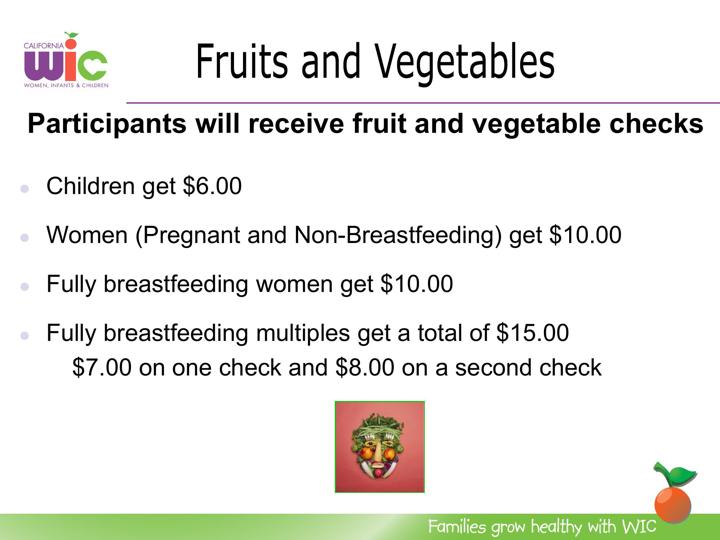 CALIFORNIA
WIC
WOMEN, INFANTS & CHILDREN
Fruits and Vegetables
Participants will receive fruit and vegetable checks
Children get $6.00
Women (Pregnant and Non-Breastfeeding) get $10.00
Fully breastfeeding women get $10.00
Fully breastfeeding multiples get a total of $15.00
$7.00 on one check and $8.00 on a second check
Families grow healthy with WIC